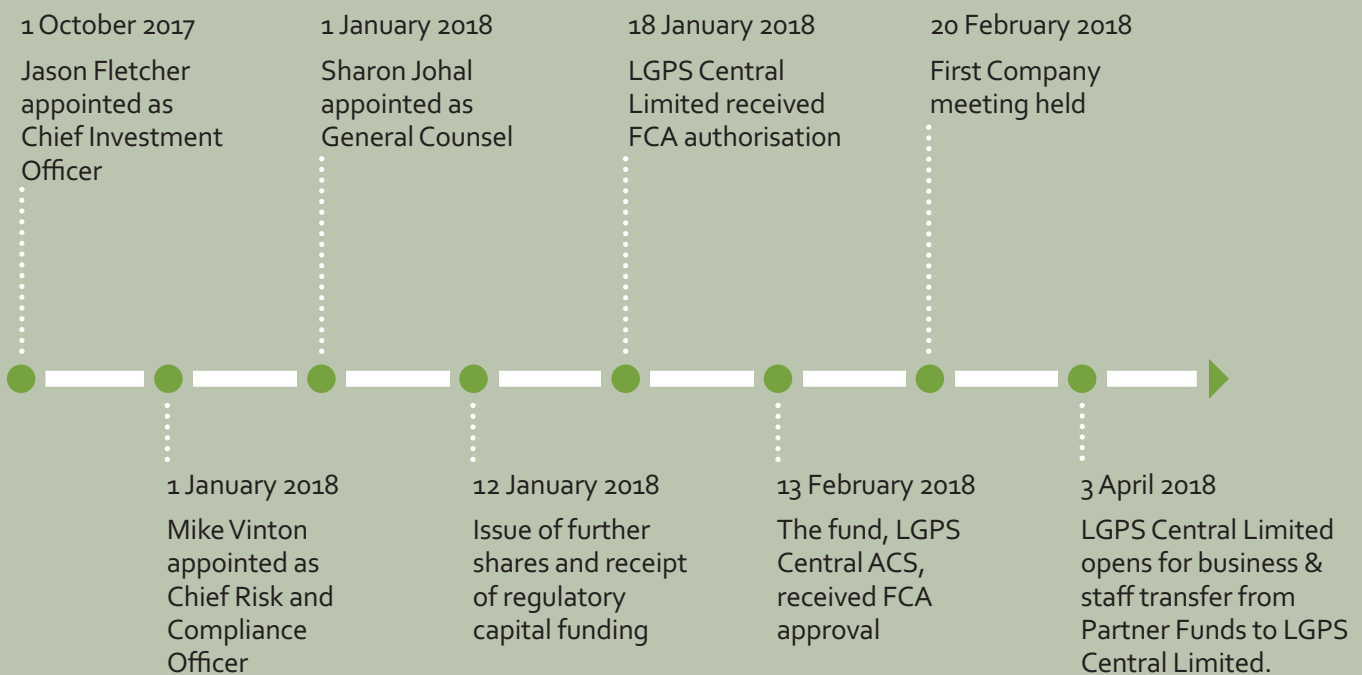 1 October 2017
Jason Fletcher
appointed as
Chief Investment
Officer
1 January 2018
Sharon Johal
appointed as
General Counsel
18 January 2018
LGPS Central
Limited received
FCA authorisation
20 February 2018
First Company
meeting held
1 January 2018
Mike Vinton
appointed as
Chief Risk and
Compliance
Officer
12 January 2018
Issue of further
shares and receipt
of regulatory
capital funding
13 February 2018
The fund, LGPS
Central ACS,
received FCA
approval
3 April 2018
LGPS Central Limited
opens for business &
staff transfer from
Partner Funds to LGPS
Central Limited.